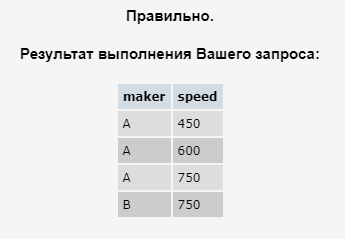 Правильно.
Результат выполнения Вашего запроса:
maker speed
A 450
A 600
A 750
B 750